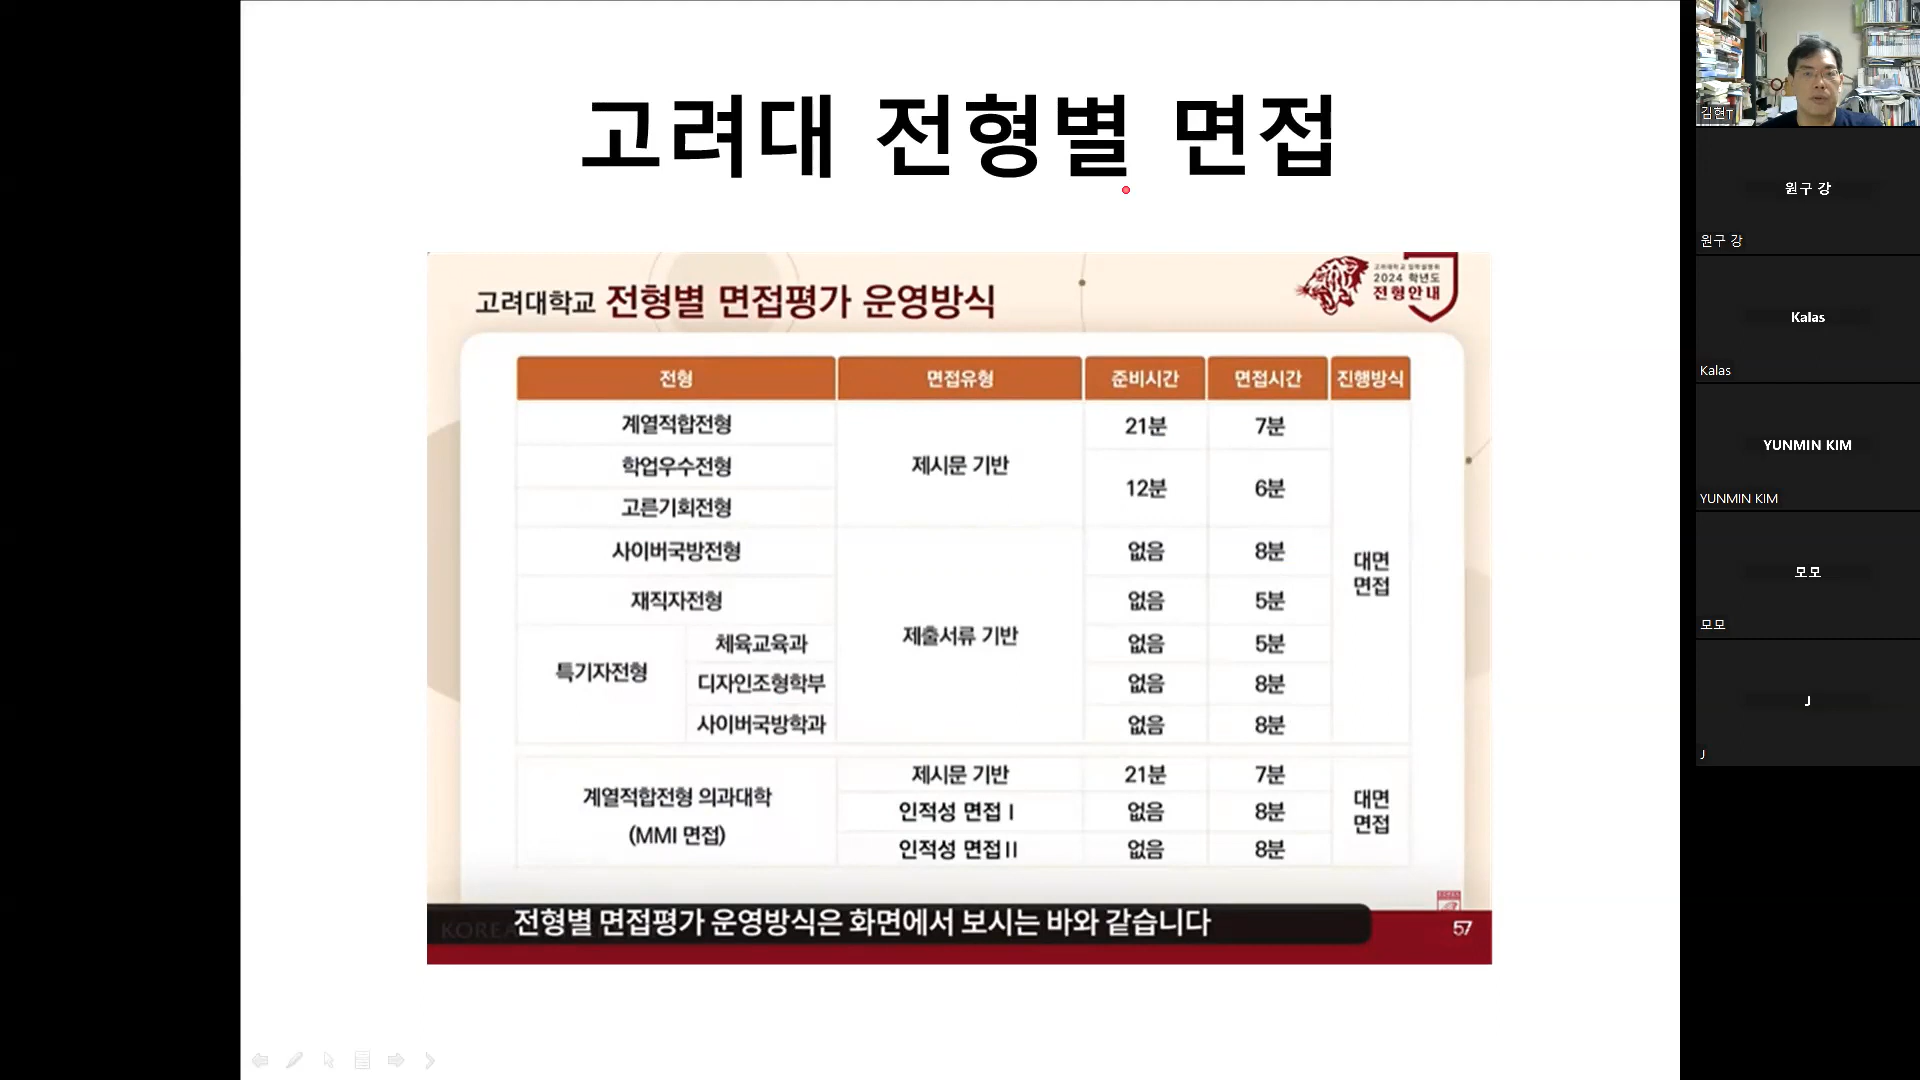 고려대 전형별 면접
고려대학교 전형별 면접평가 운영방식
고려대학교 입학설명회
2024 학년도
전형안내
전형 면접유형 준비시간 면접시간 진행방식
계열적합전형 제시문 기반 21분 7분 대면 면접
학업우수전형 12분 6분
고른기회전형
사이버국방전형 제출서류 기반 없음 8분
재직자전형 없음 5분
특기자전형 체육교육과 없음 5분
디자인조형학부 없음 8분
사이버국방학과 없음 8분
계열적합전형 의과대학 (MMI 면접) 제시문 기반 21분 7분 대면 면접
인적성 면접 I 없음 8분
인적성 면접 II 없음 8분
전형별 면접평가 운영방식은 화면에서 보시는 바와 같습니다
57
김현T
원구 강
원구 강
Kalas
Kalas
YUNMIN KIM
YUNMIN KIM
모모
모모
J
J